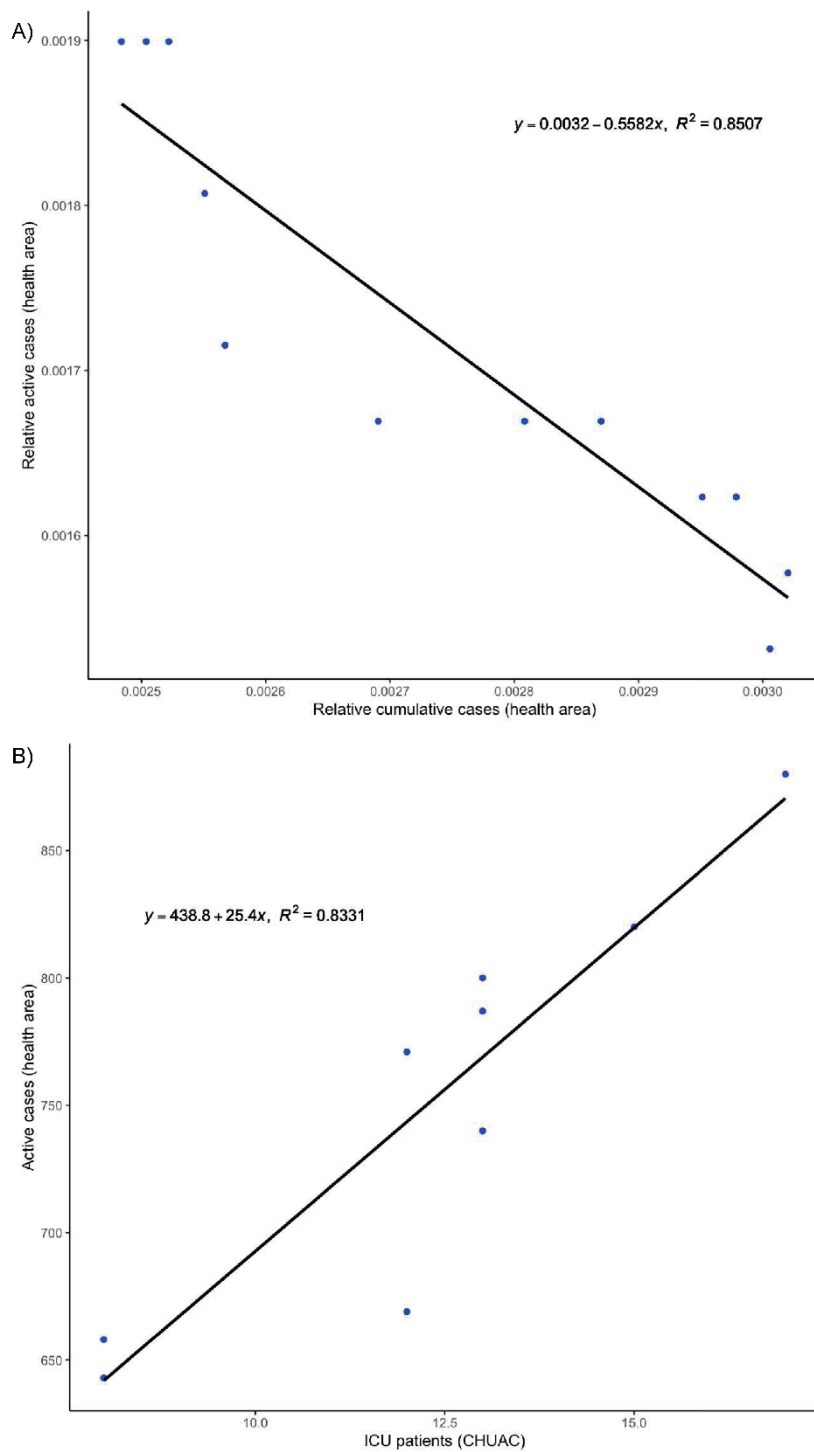 A)
0.0019
y = 0.0032 − 0.5582x, R² = 0.8507
0.0018
Relative active cases (health area)
0.0017
0.0016
0.0025 0.0026 0.0027 0.0028 0.0029 0.0030
Relative cumulative cases (health area)
B)
850
y = 438.8 + 25.4x, R² = 0.8331
800
Active cases (health area)
750
700
650
10.0 12.5 15.0
ICU patients (CHUAC)